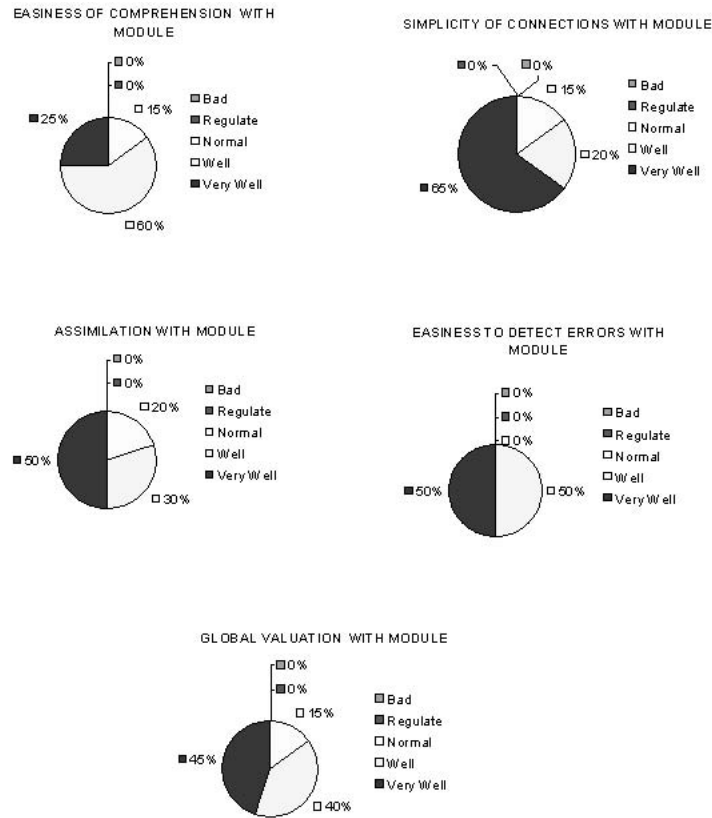 EASINESS OF COMPREHENSION WITH
MODULE
0%
0%
15%
25%
60%
Bad
Regulate
Normal
Well
Very Well
SIMPLICITY OF CONNECTIONS WITH MODULE
0%
0%
15%
20%
65%
Bad
Regulate
Normal
Well
Very Well
ASSIMILATION WITH MODULE
0%
0%
20%
50%
30%
Bad
Regulate
Normal
Well
Very Well
EASINESS TO DETECT ERRORS WITH
MODULE
0%
0%
0%
50%
50%
Bad
Regulate
Normal
Well
Very Well
GLOBAL VALUATION WITH MODULE
0%
0%
15%
45%
40%
Bad
Regulate
Normal
Well
Very Well